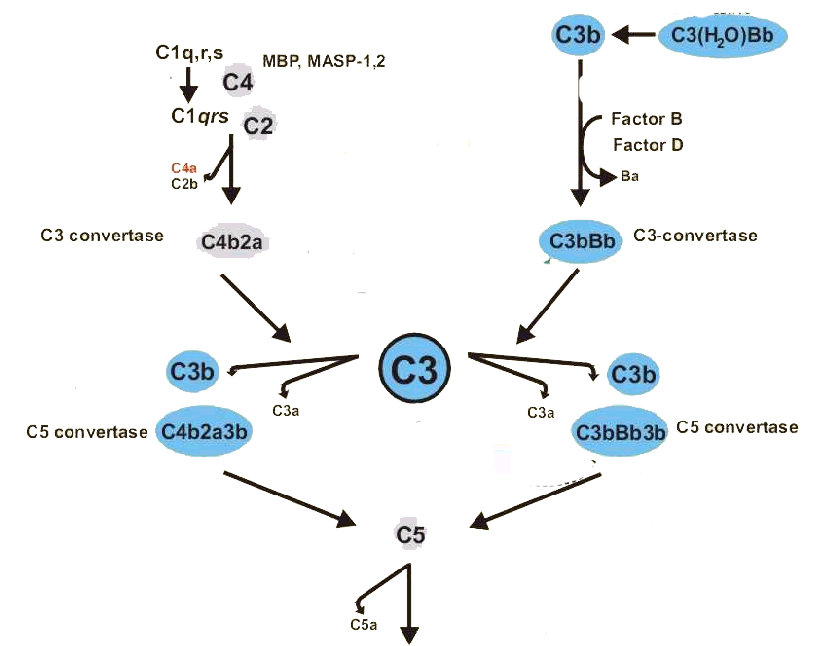 C3b
C3(H₂O)Bb
C1q,r,s
MBP, MASP-1,2
C4
C1qrs
C2
Factor B
Factor D
C4a
C2b
Ba
C3 convertase
C4b2a
C3bBb
C3-convertase
C3b
C3
C3b
C3a
C3a
C5 convertase
C4b2a3b
C3bBb3b
C5 convertase
C5
C5a